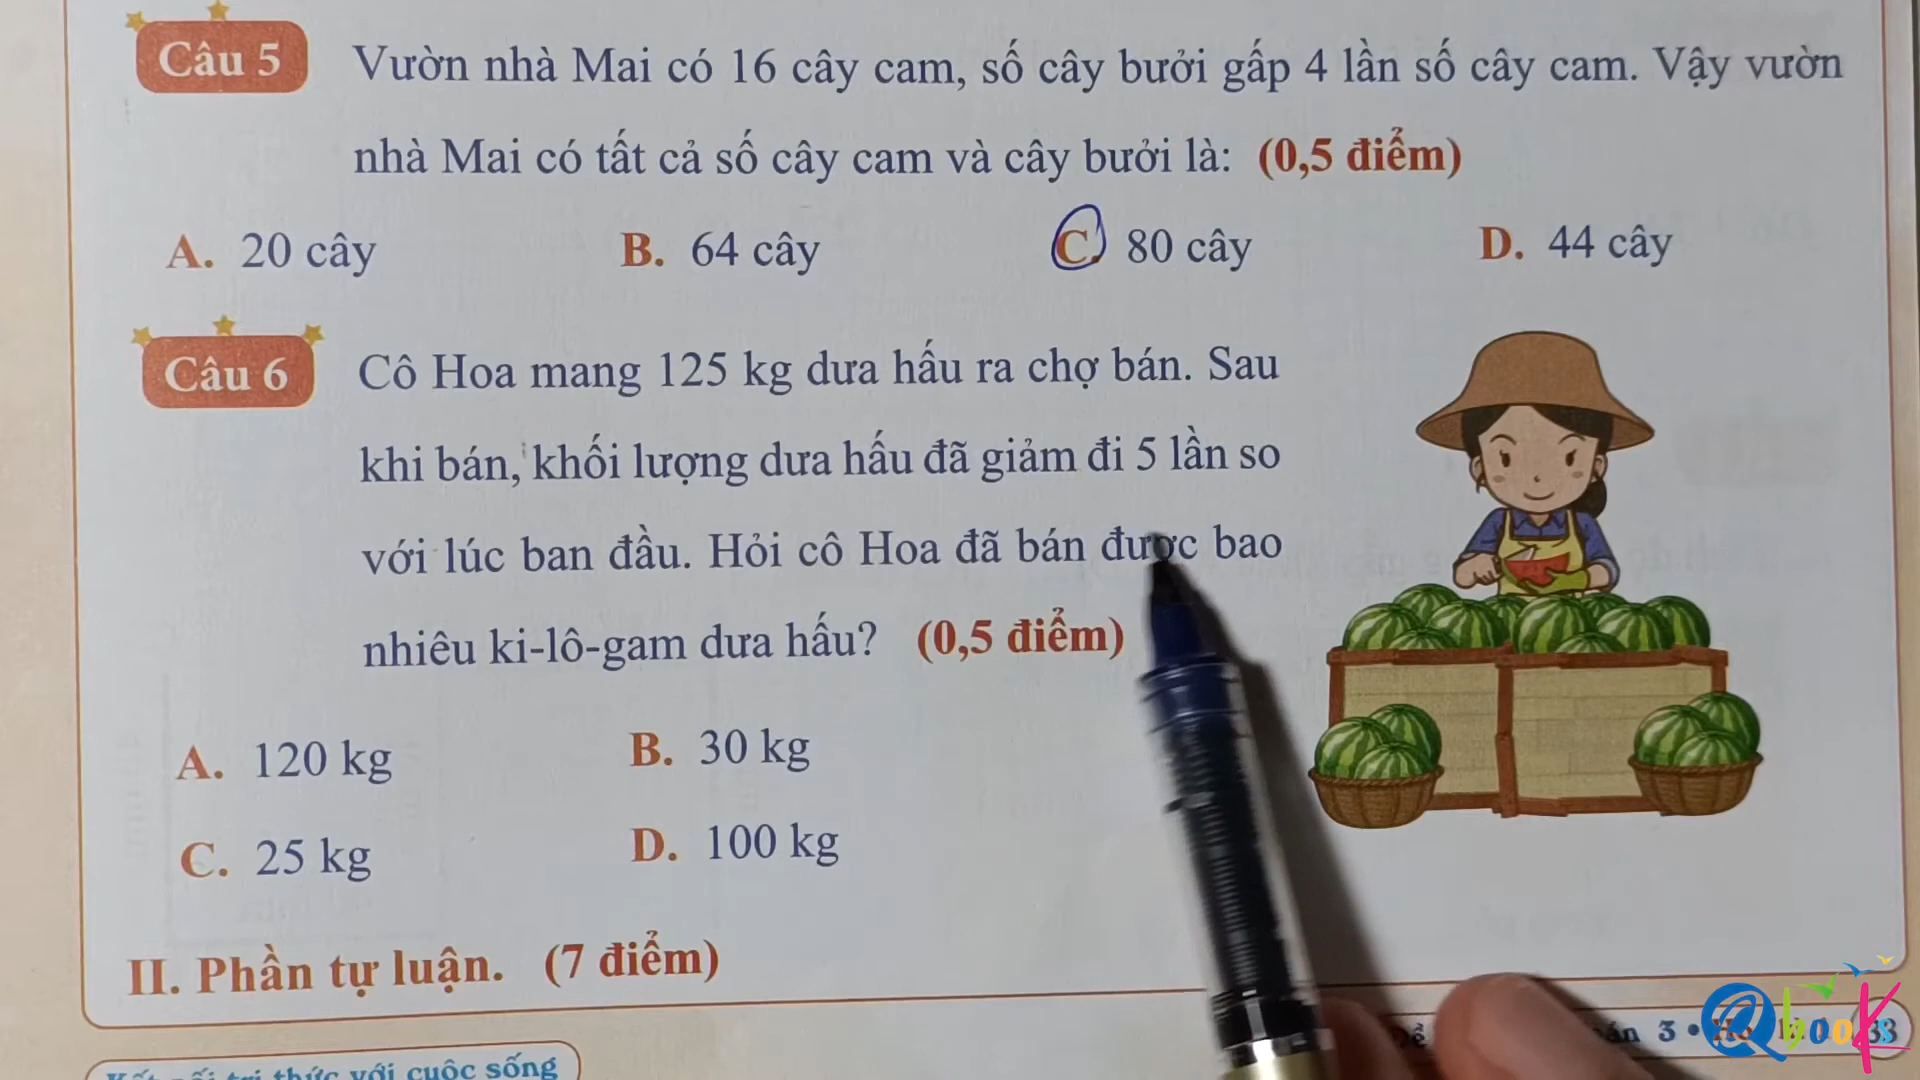 Câu 5 Vườn nhà Mai có 16 cây cam, số cây bưởi gấp 4 lần số cây cam. Vậy vườn
nhà Mai có tất cả số cây cam và cây bưởi là: (0,5 điểm)
A. 20 cây B. 64 cây C. 80 cây D. 44 cây
Câu 6 Cô Hoa mang 125 kg dưa hấu ra chợ bán. Sau
khi bán, khối lượng dưa hấu đã giảm đi 5 lần so
với lúc ban đầu. Hỏi cô Hoa đã bán được bao
nhiêu ki-lô-gam dưa hấu? (0,5 điểm)
A. 120 kg B. 30 kg
C. 25 kg D. 100 kg
II. Phần tự luận. (7 điểm)
3 •
Qbooks
Kết nối tri thức với cuộc sống